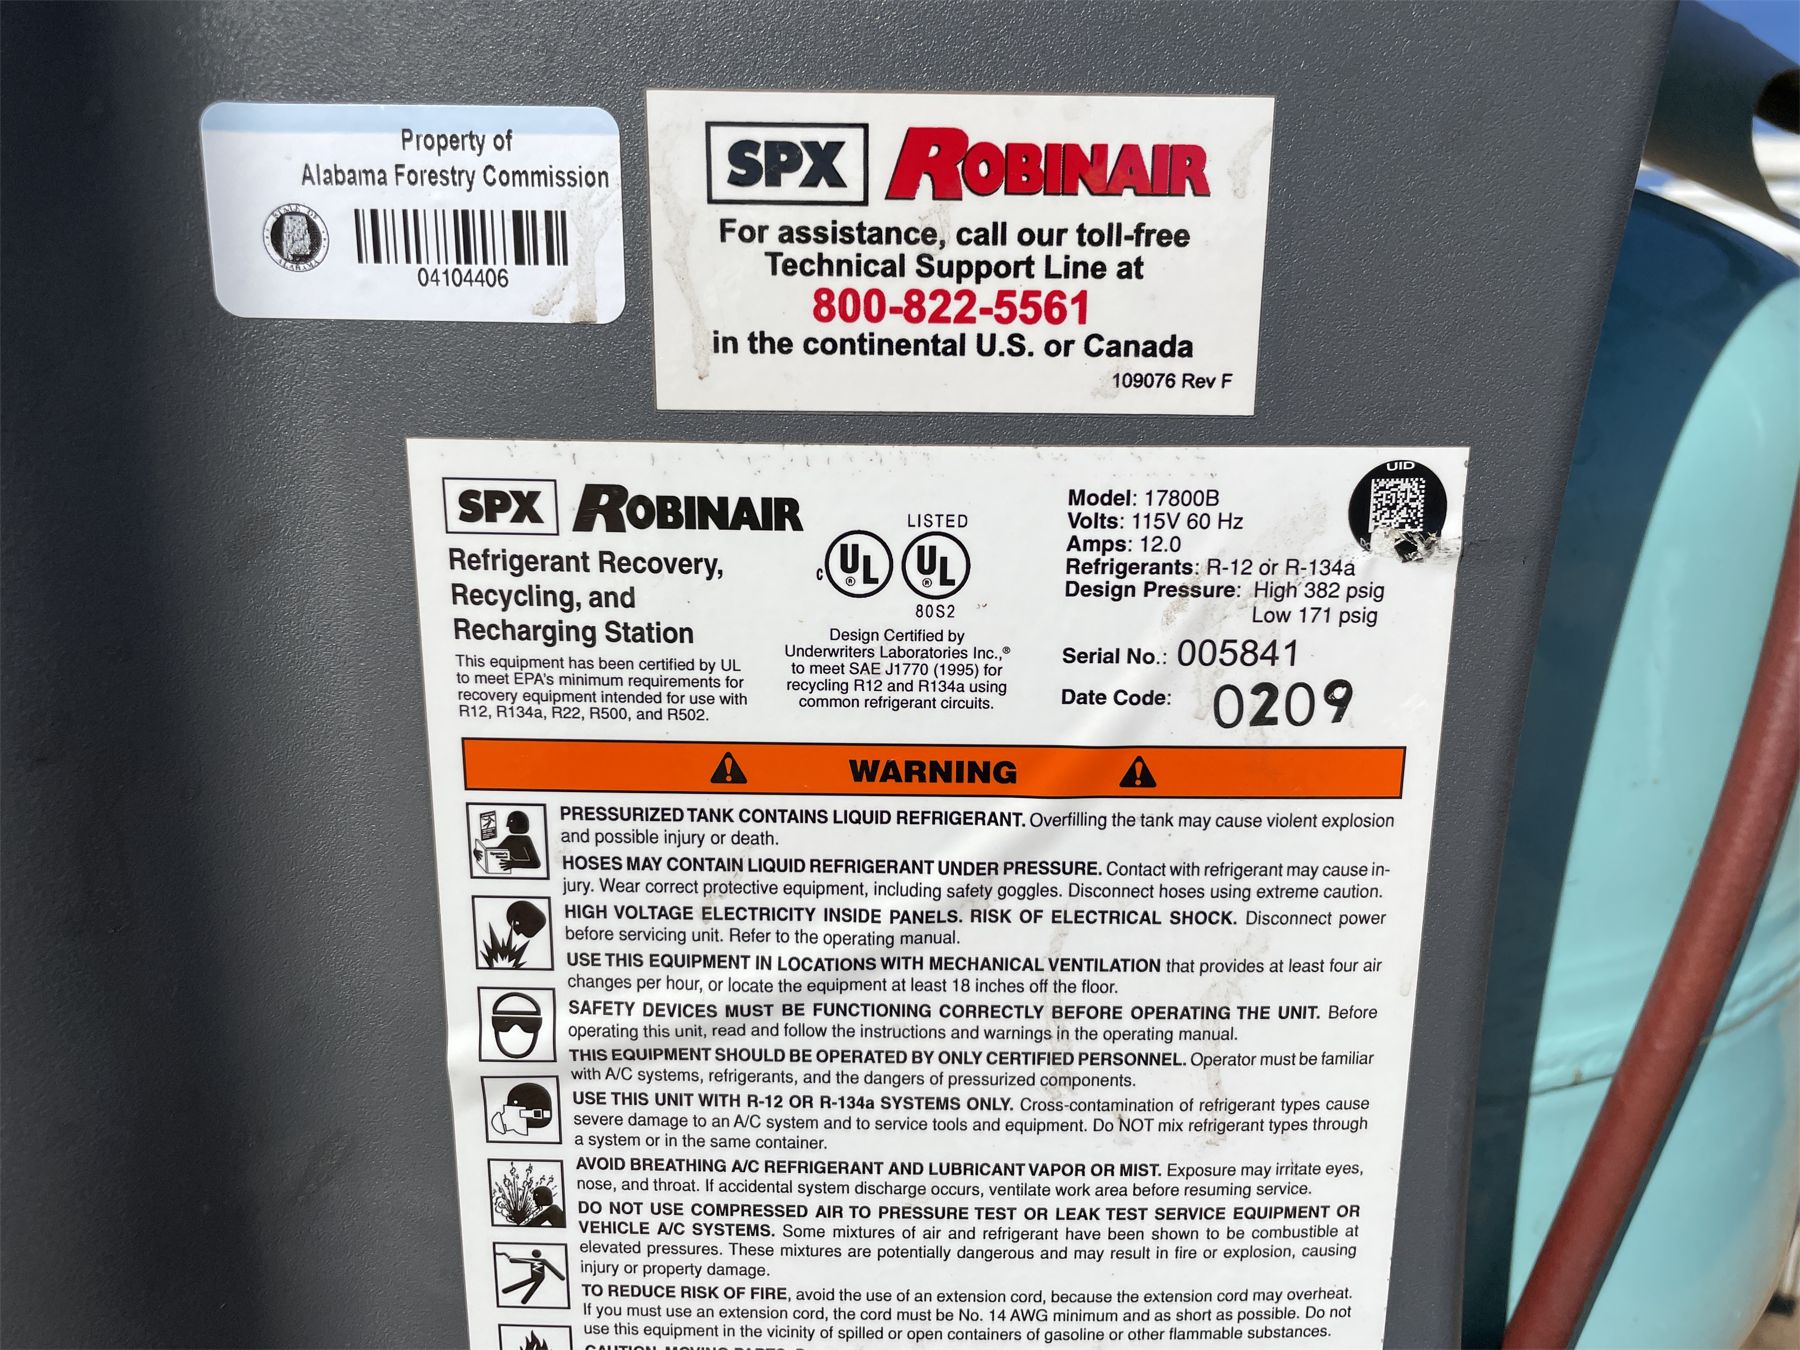 Property of
Alabama Forestry Commission
STATE OF
ALABAMA
04104406
SPX ROBINAIR
For assistance, call our toll-free
Technical Support Line at
800-822-5561
in the continental U.S. or Canada
109076 Rev F
SPX ROBINAIR
Refrigerant Recovery,
Recycling, and
Recharging Station
This equipment has been certified by UL
to meet EPA's minimum requirements for
recovery equipment intended for use with
R12, R134a, R22, R500, and R502.
LISTED
c UL ® UL ®
80S2
Design Certified by
Underwriters Laboratories Inc.,®
to meet SAE J1770 (1995) for
recycling R12 and R134a using
common refrigerant circuits.
UID
Model: 17800B
Volts: 115V 60 Hz
Amps: 12.0
Refrigerants: R-12 or R-134a
Design Pressure: High 382 psig
Low 171 psig
Serial No.: 005841
Date Code: 0209
WARNING
PRESSURIZED TANK CONTAINS LIQUID REFRIGERANT. Overfilling the tank may cause violent explosion
and possible injury or death.
HOSES MAY CONTAIN LIQUID REFRIGERANT UNDER PRESSURE. Contact with refrigerant may cause in-
jury. Wear correct protective equipment, including safety goggles. Disconnect hoses using extreme caution.
HIGH VOLTAGE ELECTRICITY INSIDE PANELS. RISK OF ELECTRICAL SHOCK. Disconnect power
before servicing unit. Refer to the operating manual.
USE THIS EQUIPMENT IN LOCATIONS WITH MECHANICAL VENTILATION that provides at least four air
changes per hour, or locate the equipment at least 18 inches off the floor.
SAFETY DEVICES MUST BE FUNCTIONING CORRECTLY BEFORE OPERATING THE UNIT. Before
operating this unit, read and follow the instructions and warnings in the operating manual.
THIS EQUIPMENT SHOULD BE OPERATED BY ONLY CERTIFIED PERSONNEL. Operator must be familiar
with A/C systems, refrigerants, and the dangers of pressurized components.
USE THIS UNIT WITH R-12 OR R-134a SYSTEMS ONLY. Cross-contamination of refrigerant types cause
severe damage to an A/C system and to service tools and equipment. Do NOT mix refrigerant types through
a system or in the same container.
AVOID BREATHING A/C REFRIGERANT AND LUBRICANT VAPOR OR MIST. Exposure may irritate eyes,
nose, and throat. If accidental system discharge occurs, ventilate work area before resuming service.
DO NOT USE COMPRESSED AIR TO PRESSURE TEST OR LEAK TEST SERVICE EQUIPMENT OR
VEHICLE A/C SYSTEMS. Some mixtures of air and refrigerant have been shown to be combustible at
elevated pressures. These mixtures are potentially dangerous and may result in fire or explosion, causing
injury or property damage.
TO REDUCE RISK OF FIRE, avoid the use of an extension cord, because the extension cord may overheat.
If you must use an extension cord, the cord must be No. 14 AWG minimum and as short as possible. Do not
use this equipment in the vicinity of spilled or open containers of gasoline or other flammable substances.
CAUTION: MOVING PARTS.